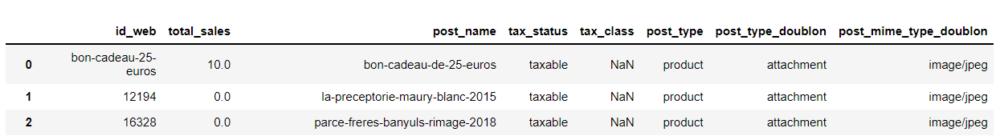 id_web total_sales post_name tax_status tax_class post_type post_type_doublon post_mime_type_doublon
0 bon-cadeau-25-
euros 10.0 bon-cadeau-de-25-euros taxable NaN product attachment image/jpeg
1 12194 0.0 la-preceptorie-maury-blanc-2015 taxable NaN product attachment image/jpeg
2 16328 0.0 parce-freres-banyuls-rimage-2018 taxable NaN product attachment image/jpeg